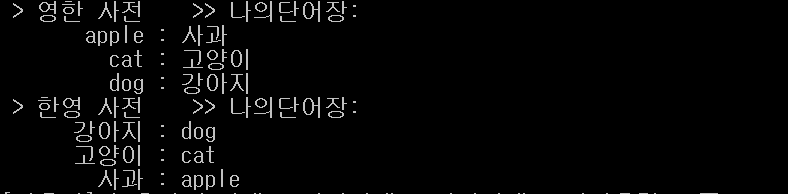 > 영한 사전 >> 나의단어장:
apple : 사과
cat : 고양이
dog : 강아지
> 한영 사전 >> 나의단어장:
강아지 : dog
고양이 : cat
사과 : apple